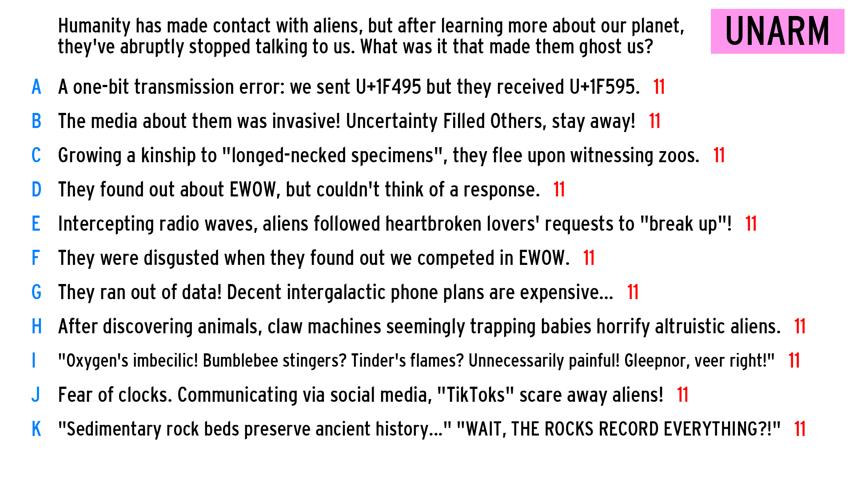 Humanity has made contact with aliens, but after learning more about our planet,
they've abruptly stopped talking to us. What was it that made them ghost us?
UNARM
A A one-bit transmission error: we sent U+1F495 but they received U+1F595. 11
B The media about them was invasive! Uncertainty Filled Others, stay away! 11
C Growing a kinship to "longed-necked specimens", they flee upon witnessing zoos. 11
D They found out about EWOW, but couldn't think of a response. 11
E Intercepting radio waves, aliens followed heartbroken lovers' requests to "break up"! 11
F They were disgusted when they found out we competed in EWOW. 11
G They ran out of data! Decent intergalactic phone plans are expensive... 11
H After discovering animals, claw machines seemingly trapping babies horrify altruistic aliens. 11
I "Oxygen's imbecilic! Bumblebee stingers? Tinder's flames? Unnecessarily painful! Gleepnor, veer right!" 11
J Fear of clocks. Communicating via social media, "TikToks" scare away aliens! 11
K "Sedimentary rock beds preserve ancient history..." "WAIT, THE ROCKS RECORD EVERYTHING?!" 11